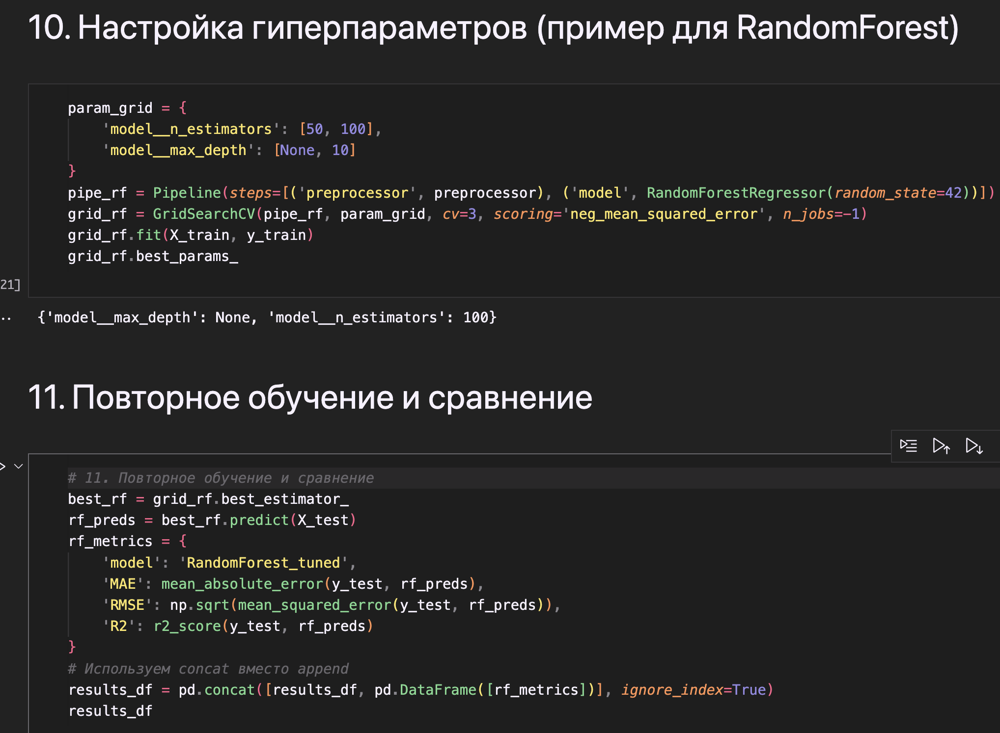 10. Настройка гиперпараметров (пример для RandomForest)
param_grid = {
    'model__n_estimators': [50, 100],
    'model__max_depth': [None, 10]
}
pipe_rf = Pipeline(steps=[('preprocessor', preprocessor), ('model', RandomForestRegressor(random_state=42))])
grid_rf = GridSearchCV(pipe_rf, param_grid, cv=3, scoring='neg_mean_squared_error', n_jobs=-1)
grid_rf.fit(X_train, y_train)
grid_rf.best_params_
21]
{'model__max_depth': None, 'model__n_estimators': 100}
11. Повторное обучение и сравнение
# 11. Повторное обучение и сравнение
best_rf = grid_rf.best_estimator_
rf_preds = best_rf.predict(X_test)
rf_metrics = {
    'model': 'RandomForest_tuned',
    'MAE': mean_absolute_error(y_test, rf_preds),
    'RMSE': np.sqrt(mean_squared_error(y_test, rf_preds)),
    'R2': r2_score(y_test, rf_preds)
}
# Используем concat вместо append
results_df = pd.concat([results_df, pd.DataFrame([rf_metrics])], ignore_index=True)
results_df